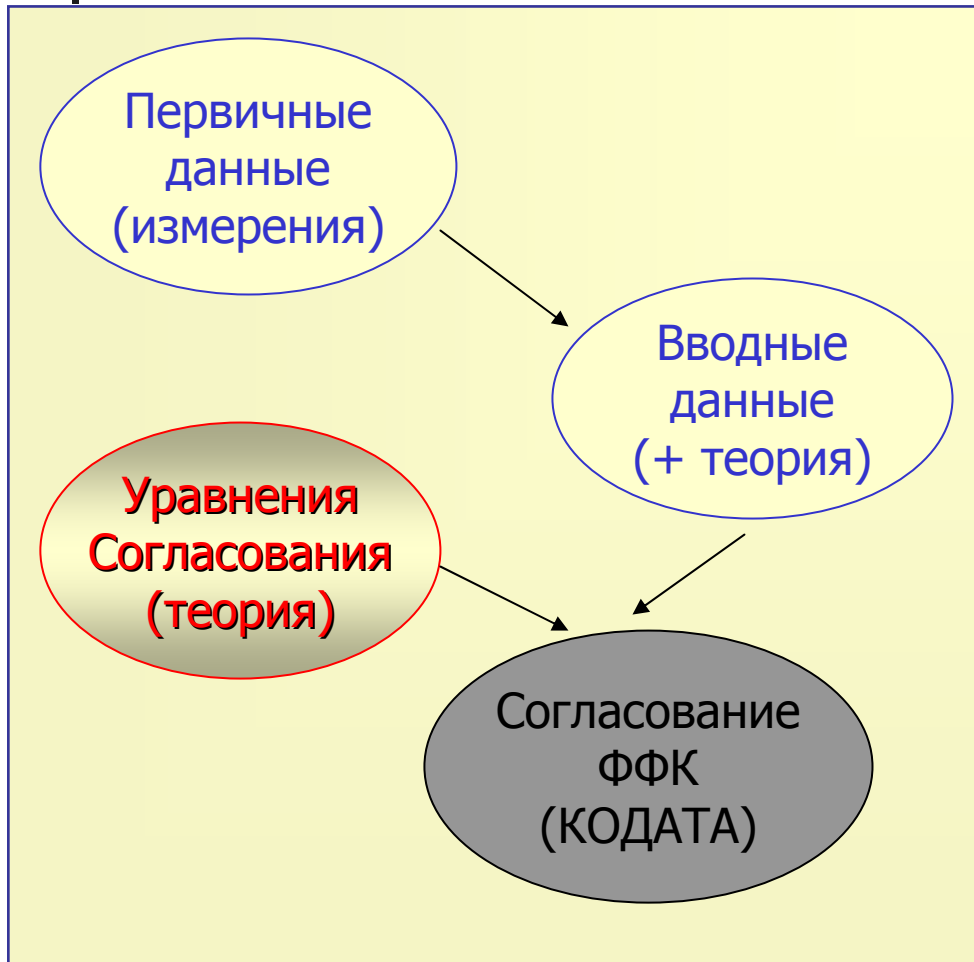 Первичные
данные
(измерения)
Вводные
данные
(+ теория)
Уравнения
Согласования
(теория)
Согласование
ФФК
(КОДАТА)